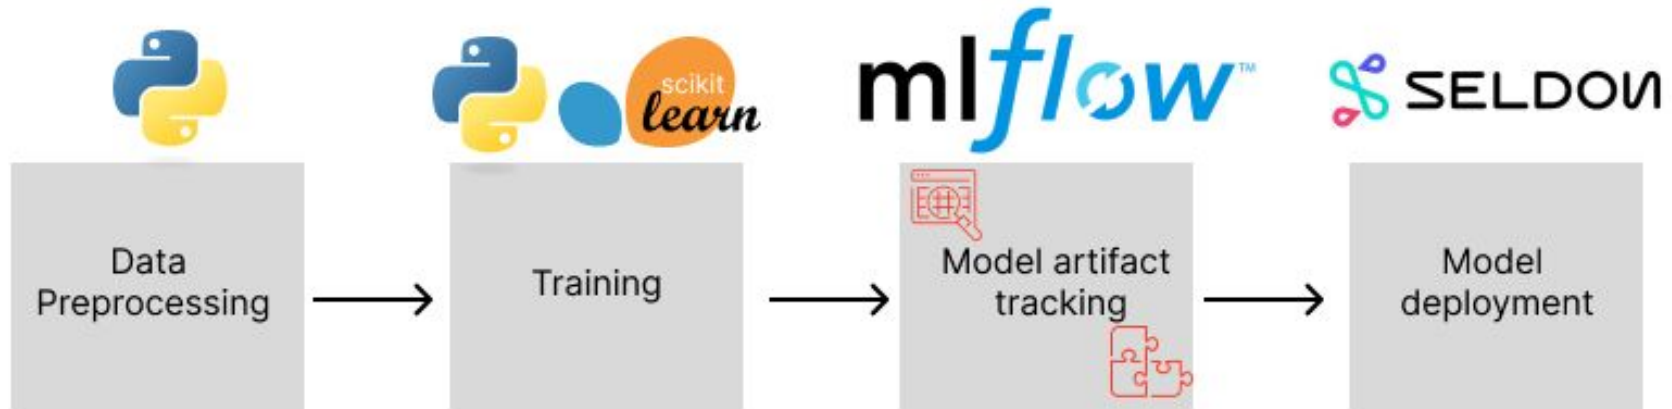 scikit
learn
mlflow™
SELDON
Data
Preprocessing
Training
Model artifact
tracking
Model
deployment